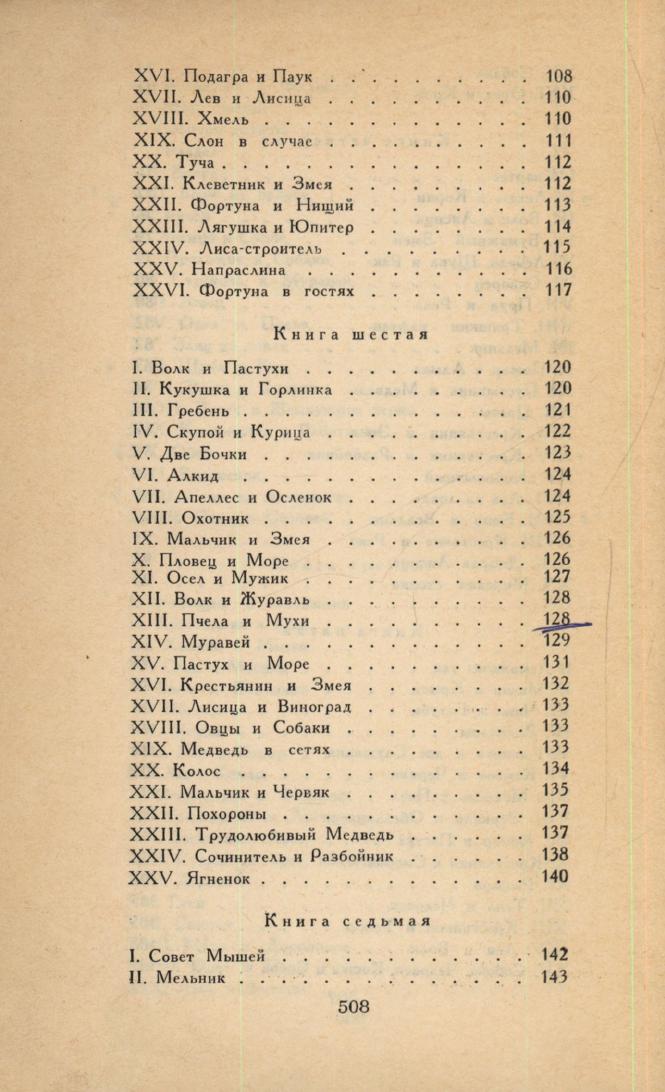 XVI. Подагра и Паук . . . . . . . . . . 108
XVII. Лев и Лисица . . . . . . . . . . 110
XVIII. Хмель . . . . . . . . . . . . . 110
XIX. Слон в случае . . . . . . . . . . 111
XX. Туча . . . . . . . . . . . . . . . 112
XXI. Клеветник и Змея . . . . . . . . . 112
XXII. Фортуна и Нищий . . . . . . . . 113
XXIII. Лягушка и Юпитер . . . . . . . . 114
XXIV. Лиса-строитель . . . . . . . . . 115
XXV. Напраслина . . . . . . . . . . . 116
XXVI. Фортуна в гостях . . . . . . . . 117
Книга шестая
I. Волк и Пастухи . . . . . . . . . . . 120
II. Кукушка и Горлинка . . . . . . . . . 120
III. Гребень . . . . . . . . . . . . . . 121
IV. Скупой и Курица . . . . . . . . . . 122
V. Две Бочки . . . . . . . . . . . . . 123
VI. Алкид . . . . . . . . . . . . . . 124
VII. Апеллес и Осленок . . . . . . . . . 124
VIII. Охотник . . . . . . . . . . . . . 125
IX. Мальчик и Змея . . . . . . . . . . 126
X. Пловец и Море . . . . . . . . . . . 126
XI. Осел и Мужик . . . . . . . . . . . 127
XII. Волк и Журавль . . . . . . . . . . 128
XIII. Пчела и Мухи . . . . . . . . . . 128
XIV. Муравей . . . . . . . . . . . . . 129
XV. Пастух и Море . . . . . . . . . . 131
XVI. Крестьянин и Змея . . . . . . . . 132
XVII. Лисица и Виноград . . . . . . . . 133
XVIII. Овцы и Собаки . . . . . . . . . 133
XIX. Медведь в сетях . . . . . . . . . 133
XX. Колос . . . . . . . . . . . . . . 134
XXI. Мальчик и Червяк . . . . . . . . . 135
XXII. Похороны . . . . . . . . . . . . 137
XXIII. Трудолюбивый Медведь . . . . . . 137
XXIV. Сочинитель и Разбойник . . . . . . 138
XXV. Ягненок . . . . . . . . . . . . . 140
Книга седьмая
I. Совет Мышей . . . . . . . . . . . . 142
II. Мельник . . . . . . . . . . . . . . 143
508